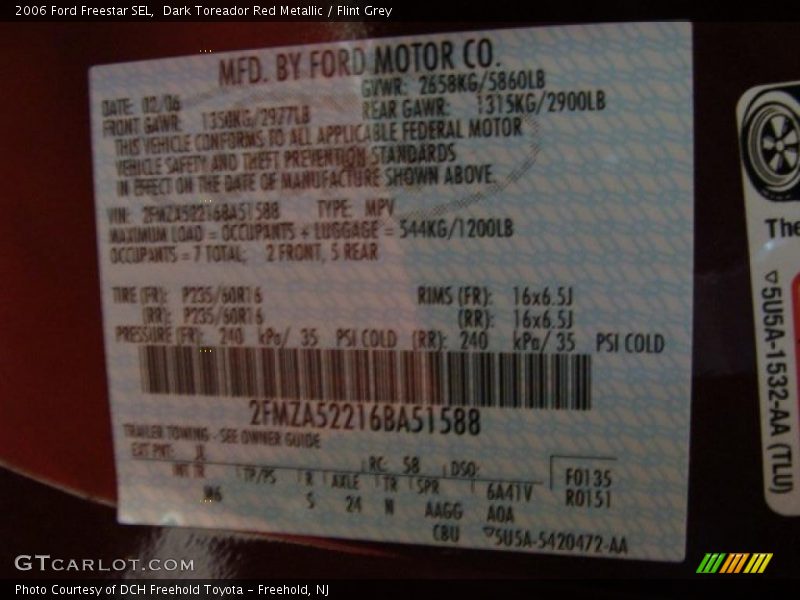 2006 Ford Freestar SEL,  Dark Toreador Red Metallic / Flint Grey
MFD. BY FORD MOTOR CO.
DATE: 02/06 GVWR: 2658KG/5860LB
FRONT GAWR: 1350KG/2977LB REAR GAWR: 1315KG/2900LB
THIS VEHICLE CONFORMS TO ALL APPLICABLE FEDERAL MOTOR
VEHICLE SAFETY AND THEFT PREVENTION STANDARDS
IN EFFECT ON THE DATE OF MANUFACTURE SHOWN ABOVE.
VIN: 2FMZA52216BA51588 TYPE: MPV
MAXIMUM LOAD = OCCUPANTS + LUGGAGE = 544KG/1200LB
OCCUPANTS = 7 TOTAL; 2 FRONT, 5 REAR
TIRE (FR): P235/60R16 RIMS (FR): 16x6.5J
(RR): P235/60R16 (RR): 16x6.5J
PRESSURE (FR): 240 kPa/ 35 PSI COLD (RR): 240 kPa/ 35 PSI COLD
2FMZA52216BA51588
TRAILER TOWING - SEE OWNER GUIDE
EXT PNT: JL RC: 58 DSO: F0135
INT TR TP/PS R AXLE TR SPR 6A41V R0151
S 24 N AAGG A0A
CBU ▽5U5A-5420472-AA
The
▽5U5A-1532-AA (TLU)
GTCARLOT.COM
Photo Courtesy of DCH Freehold Toyota - Freehold, NJ